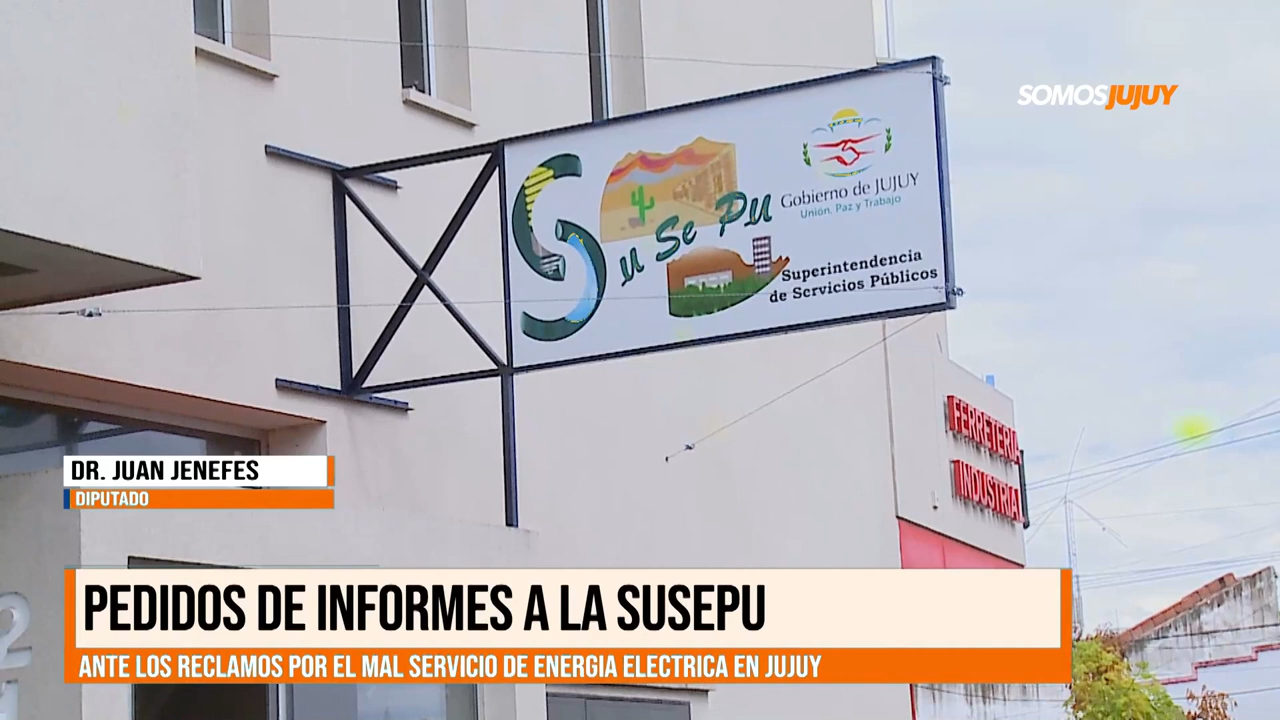 SOMOSJUJUY
Su Se Pu
Gobierno de JUJUY
Unión, Paz y Trabajo
Superintendencia
de Servicios Públicos
FERRETERIA
INDUSTRIAL
DR. JUAN JENEFES
DIPUTADO
PEDIDOS DE INFORMES A LA SUSEPU
ANTE LOS RECLAMOS POR EL MAL SERVICIO DE ENERGIA ELECTRICA EN JUJUY